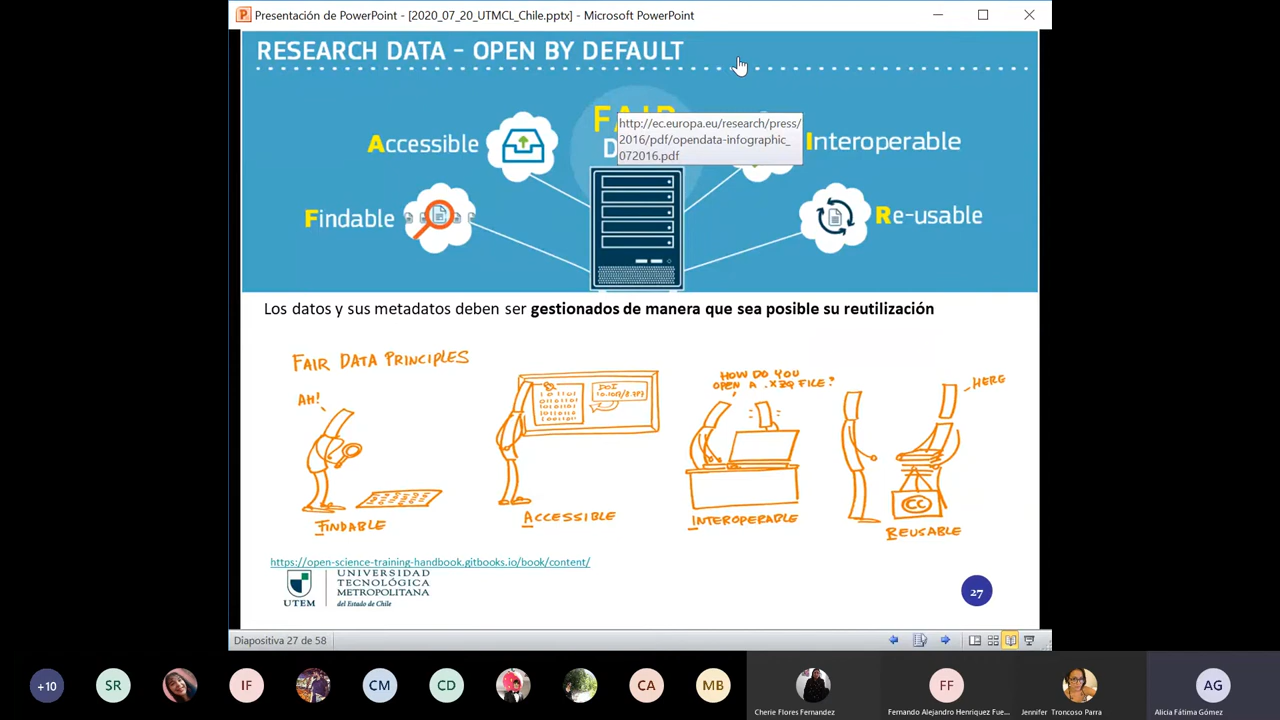 Presentación de PowerPoint - [2020_07_20_UTMCL_Chile.pptx] - Microsoft PowerPoint
RESEARCH DATA - OPEN BY DEFAULT
FAIR
http://ec.europa.eu/research/press/
2016/pdf/opendata-infographic_
072016.pdf
Accessible
Interoperable
Findable
Re-usable
Los datos y sus metadatos deben ser gestionados de manera que sea posible su reutilización
FAIR DATA PRINCIPLES
AH!
DOI
HOW DO YOU
OPEN A .XZQ FILE?
HERE
CC
FINDABLE
ACCESSIBLE
INTEROPERABLE
REUSABLE
https://open-science-training-handbook.gitbooks.io/book/content/
UTEM
UNIVERSIDAD
TECNOLÓGICA
METROPOLITANA
del Estado de Chile
27
Diapositiva 27 de 58
+10
SR
IF
CM
CD
CA
MB
FF
AG
Cherie Flores Fernandez
Fernando Alejandro Henriquez Fue...
Jennifer Troncoso Parra
Alicia Fátima Gómez